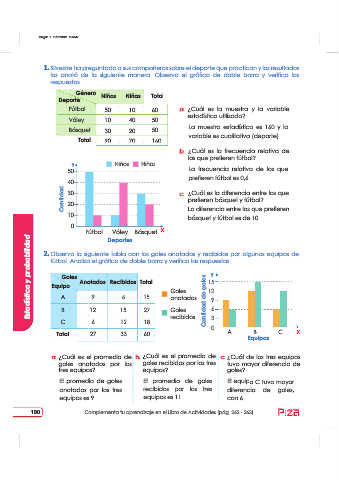 1. Silvestre ha preguntado a sus compañeros sobre el deporte que practican y los resultados
los anotó de la siguiente manera. Observa el gráfico de doble barra y verifica las
respuestas.
Género
Deporte
Niños Niñas Total
Fútbol 50 10 60
Vóley 10 40 50
Básquet 30 20 50
Total 90 70 160
a. ¿Cuál es la muestra y la variable
estadística utilizada?
La muestra estadística es 160 y la
variable es cualitativa (deporte)
b. ¿Cuál es la frecuencia relativa de
los que prefieren fútbol?
La frecuencia relativa de los que
prefieren fútbol es 0,4
c. ¿Cuál es la diferencia entre los que
prefieren básquet y fútbol?
La diferencia entre los que prefieren
básquet y fútbol es de 10
Y
Niños Niñas
50
40
30
20
10
0
Cantidad
Fútbol Vóley Básquet X
Deportes
Estadística y probabilidad
2. Observa la siguiente tabla con los goles anotados y recibidos por algunos equipos de
fútbol. Analiza el gráfico de doble barra y verifica las respuestas.
Goles
Equipo
Anotados Recibidos Total
A 9 6 15
B 12 15 27
C 6 12 18
Total 27 33 60
Goles
anotados
Goles
recibidos
Y
Cantidad de goles
15
12
9
6
3
0
A B C X
Equipos
a. ¿Cuál es el promedio de
goles anotados por los
tres equipos?
El promedio de goles
anotados por los tres
equipos es 9
b. ¿Cuál es el promedio de
goles recibidos por los tres
equipos?
El promedio de goles
recibidos por los tres
equipos es 11
c. ¿Cuál de los tres equipos
tuvo mayor diferencia de
goles?
El equipo C tuvo mayor
diferencia de goles,
con 6
190
Complementa tu aprendizaje en el Libro de Actividades (pág. 362 - 363)